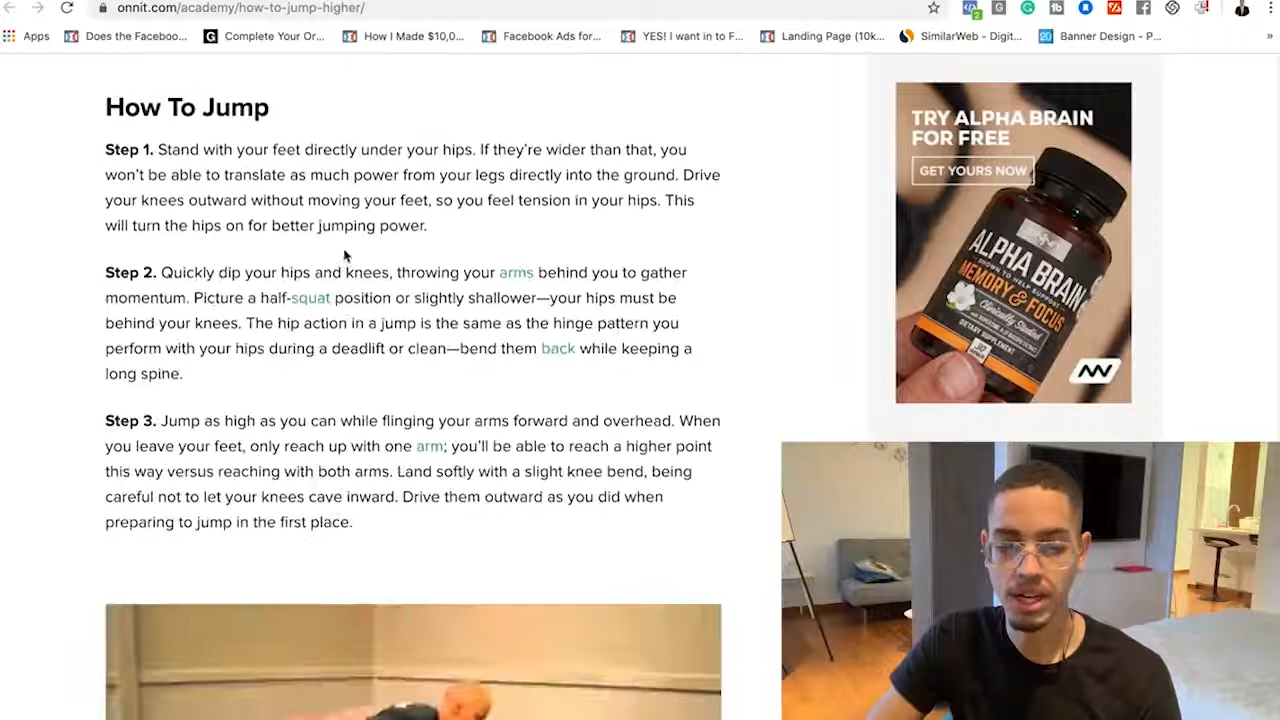 onnit.com/academy/how-to-jump-higher/
Apps
Does the Faceboo...
Complete Your Or...
How I Made $10,0...
Facebook Ads for...
YES! I want in to F...
Landing Page (10k...
SimilarWeb - Digit...
Banner Design - P...
»
How To Jump
Step 1. Stand with your feet directly under your hips. If they're wider than that, you
won't be able to translate as much power from your legs directly into the ground. Drive
your knees outward without moving your feet, so you feel tension in your hips. This
will turn the hips on for better jumping power.
Step 2. Quickly dip your hips and knees, throwing your arms behind you to gather
momentum. Picture a half-squat position or slightly shallower—your hips must be
behind your knees. The hip action in a jump is the same as the hinge pattern you
perform with your hips during a deadlift or clean—bend them back while keeping a
long spine.
Step 3. Jump as high as you can while flinging your arms forward and overhead. When
you leave your feet, only reach up with one arm; you'll be able to reach a higher point
this way versus reaching with both arms. Land softly with a slight knee bend, being
careful not to let your knees cave inward. Drive them outward as you did when
preparing to jump in the first place.
TRY ALPHA BRAIN
FOR FREE
GET YOURS NOW
ONNIT
ALPHA BRAIN
SHOWN TO HELP SUPPORT
MEMORY & FOCUS
Clinically Studied
DIETARY SUPPLEMENT
30